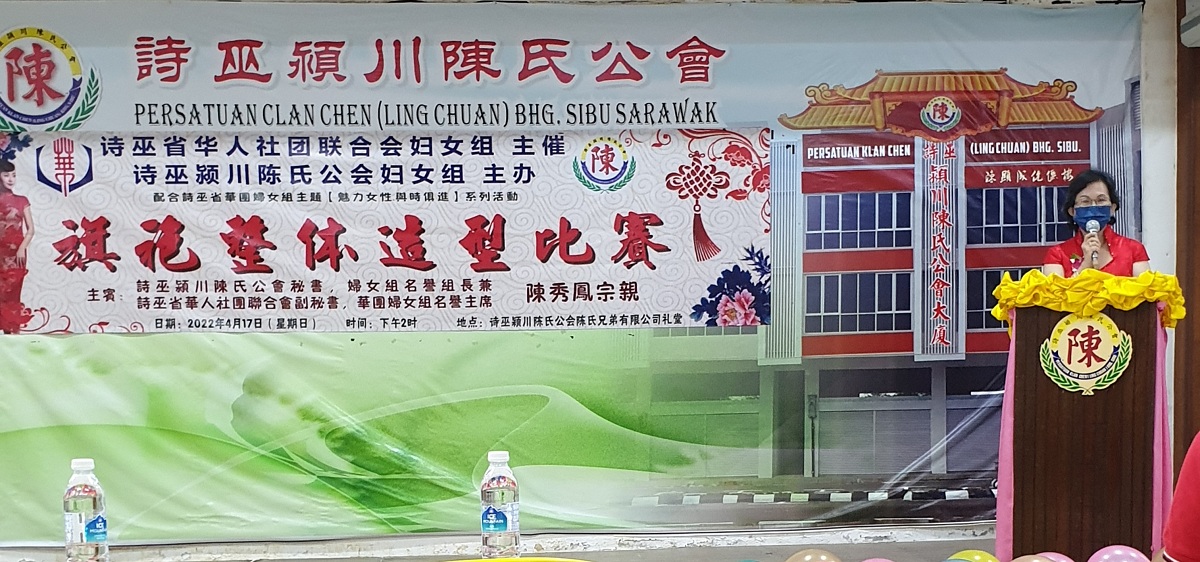 陳
詩巫潁川陳氏公會
PERSATUAN CLAN CHEN (LING CHUAN) BHG. SIBU SARAWAK
華
诗巫省华人社团联合会妇女组 主催
诗巫颍川陈氏公会妇女组 主办
配合詩巫省華團婦女組主題【魅力女性與時俱進】系列活動
陳
旗袍整体造型比賽
主賓:
詩巫潁川陳氏公會秘書,婦女組名譽組長兼
詩巫省華人社團聯合會副秘書,華團婦女組名譽主席
陳秀鳳宗親
日期:2022年4月17日(星期日) 时间:下午2时 地点:诗巫颍川陈氏公会陈氏兄弟有限公司礼堂
陳
PERSATUAN KLAN CHEN
(LING CHUAN) BHG. SIBU.
詩巫潁川陳氏公會大廈
陳
ICE